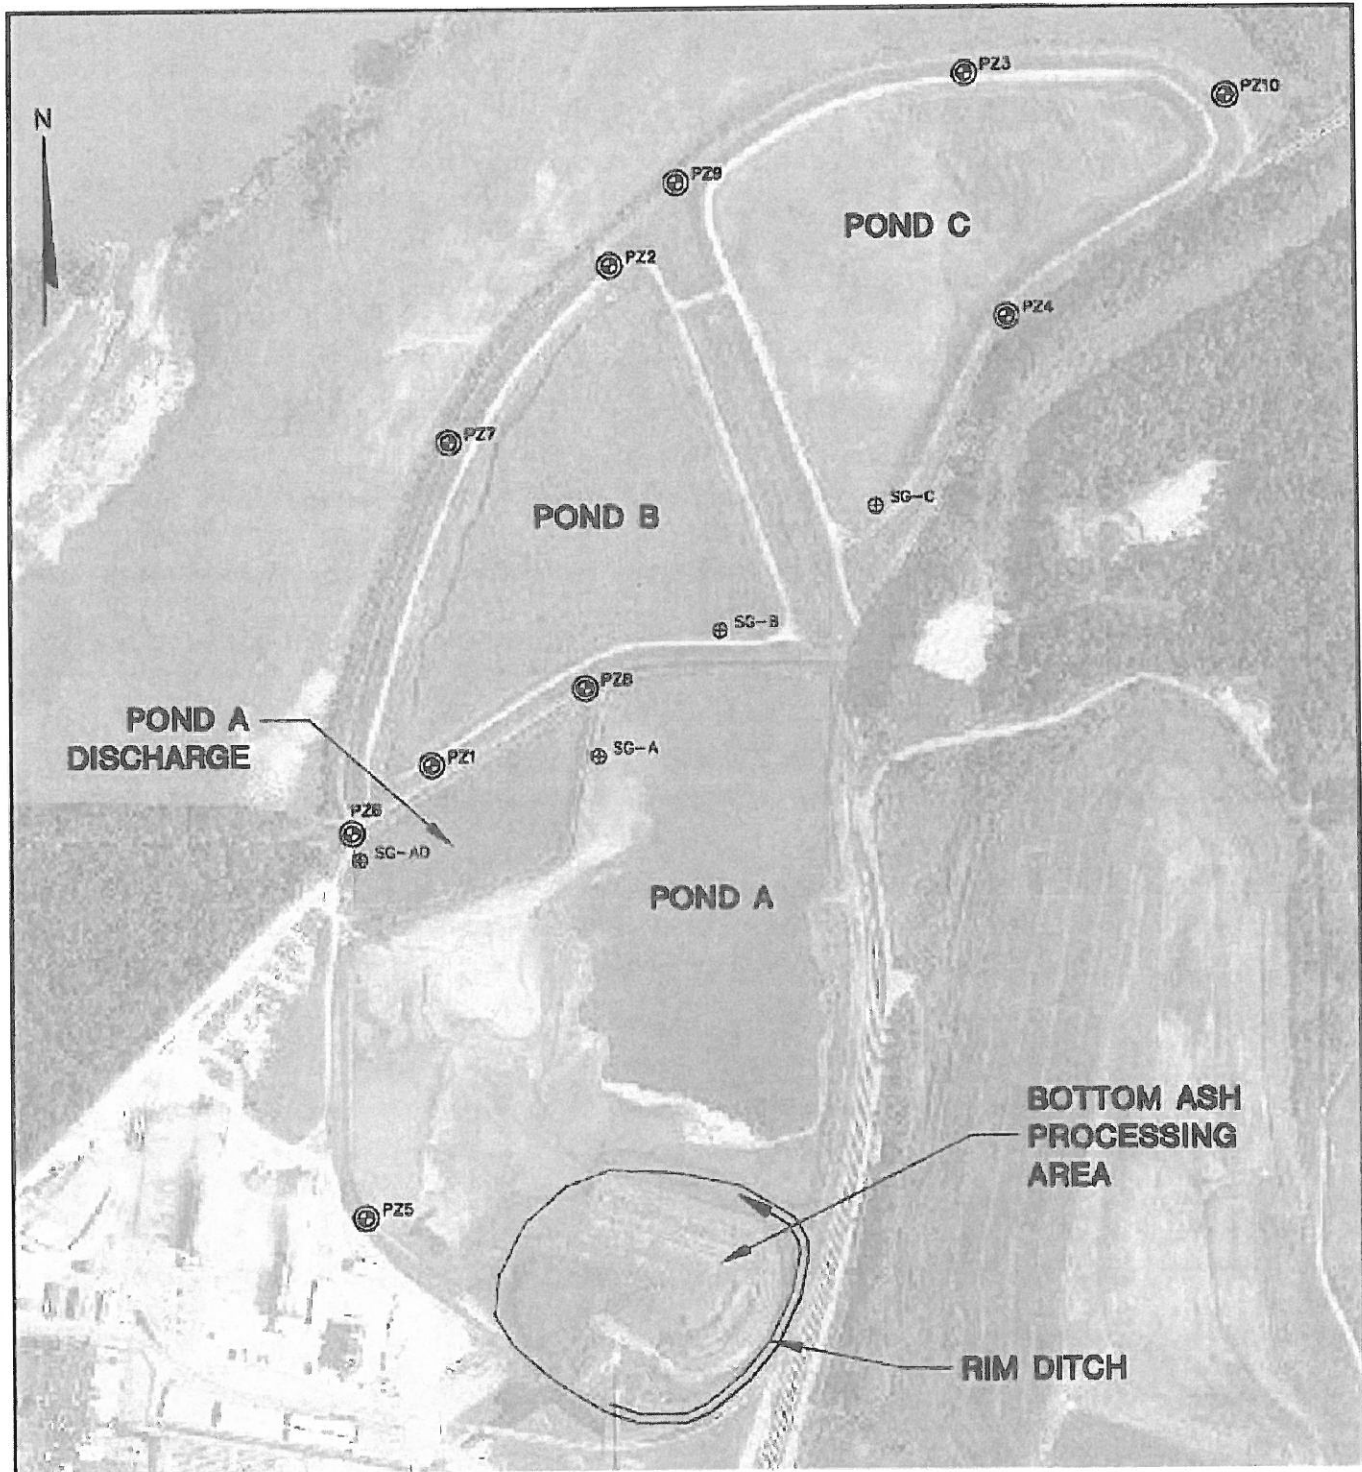 N
PZ3
PZ10
PZ9
POND C
PZ2
PZ4
PZ7
SG-C
POND B
SG-B
PZ8
POND A
DISCHARGE
SG-A
PZ1
PZ6
SG-AD
POND A
BOTTOM ASH
PROCESSING
AREA
PZ5
RIM DITCH